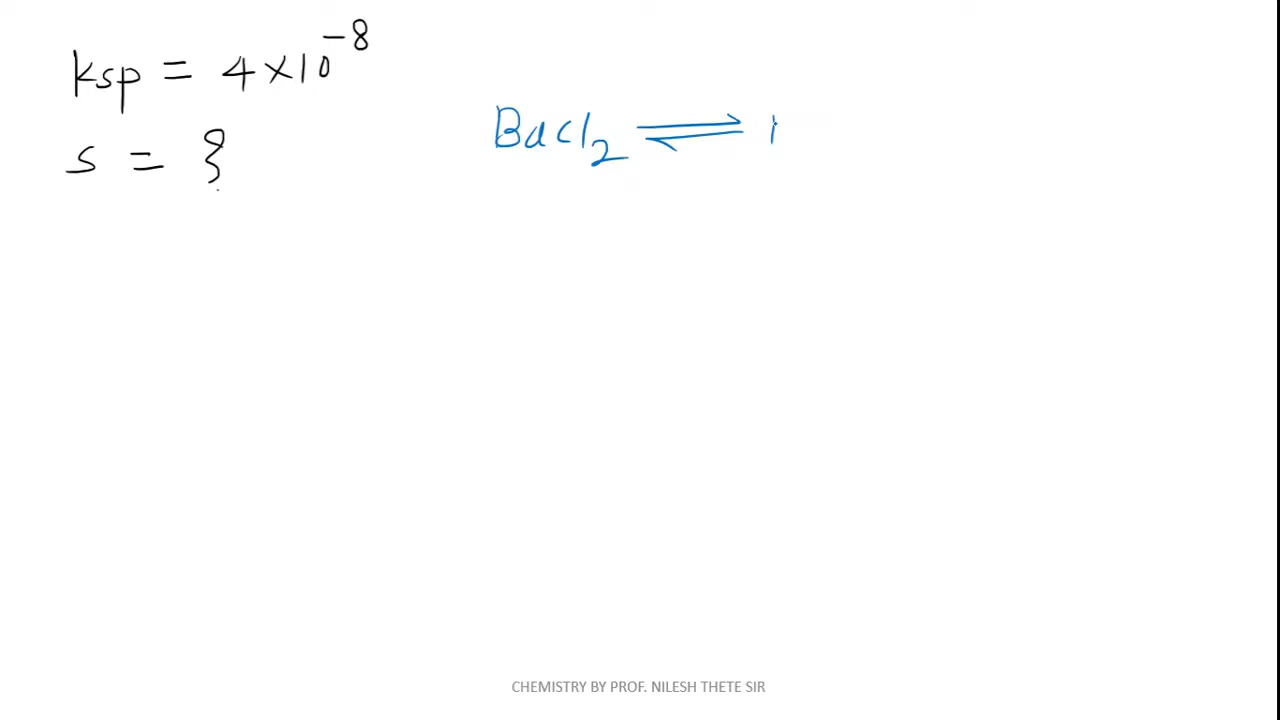 Ksp = 4×10⁻⁸
S = ?
BaCl₂ ⇌
CHEMISTRY BY PROF. NILESH THETE SIR